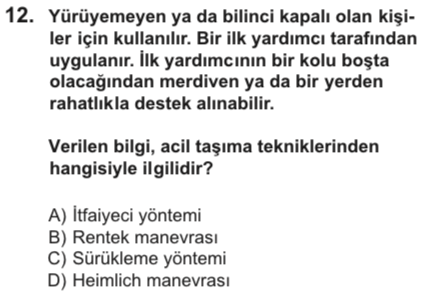 12. Yürüyemeyen ya da bilinci kapalı olan kişi-
ler için kullanılır. Bir ilk yardımcı tarafından
uygulanır. İlk yardımcının bir kolu boşta
olacağından merdiven ya da bir yerden
rahatlıkla destek alınabilir.
Verilen bilgi, acil taşıma tekniklerinden
hangisiyle ilgilidir?
A) İtfaiyeci yöntemi
B) Rentek manevrası
C) Sürükleme yöntemi
D) Heimlich manevrası